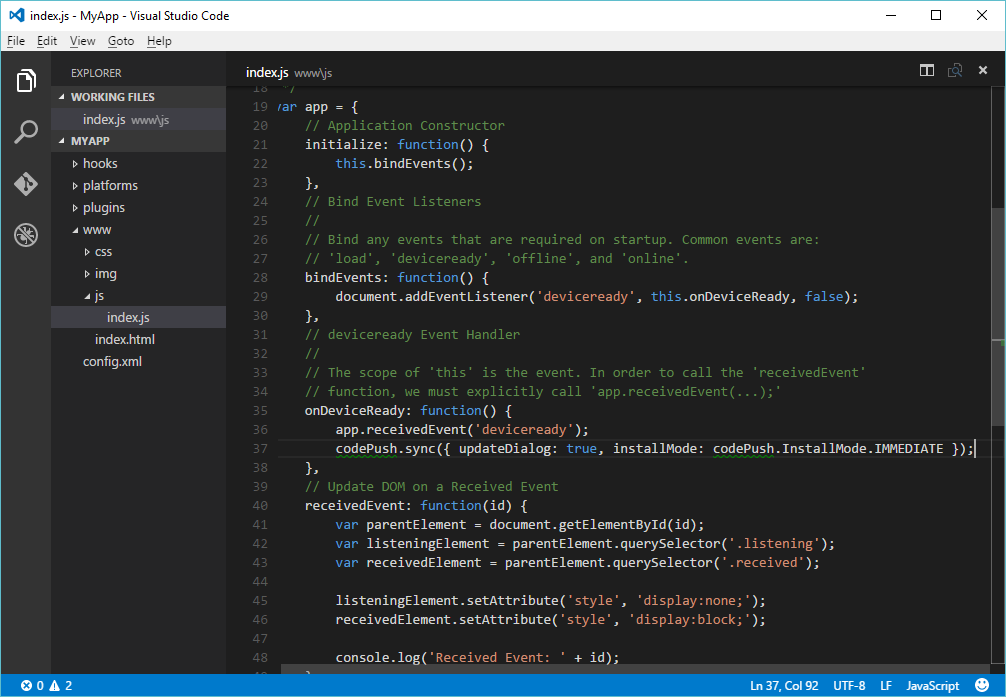 index.js - MyApp - Visual Studio Code
File Edit View Goto Help
EXPLORER
WORKING FILES
index.js www\js
MYAPP
hooks
platforms
plugins
www
css
img
js
index.js
index.html
config.xml
index.js www\js
18 */
19 var app = {
20 // Application Constructor
21 initialize: function() {
22 this.bindEvents();
23 },
24 // Bind Event Listeners
25 //
26 // Bind any events that are required on startup. Common events are:
27 // 'load', 'deviceready', 'offline', and 'online'.
28 bindEvents: function() {
29 document.addEventListener('deviceready', this.onDeviceReady, false);
30 },
31 // deviceready Event Handler
32 //
33 // The scope of 'this' is the event. In order to call the 'receivedEvent'
34 // function, we must explicitly call 'app.receivedEvent(...);'
35 onDeviceReady: function() {
36 app.receivedEvent('deviceready');
37 codePush.sync({ updateDialog: true, installMode: codePush.InstallMode.IMMEDIATE });
38 },
39 // Update DOM on a Received Event
40 receivedEvent: function(id) {
41 var parentElement = document.getElementById(id);
42 var listeningElement = parentElement.querySelector('.listening');
43 var receivedElement = parentElement.querySelector('.received');
44
45 listeningElement.setAttribute('style', 'display:none;');
46 receivedElement.setAttribute('style', 'display:block;');
47
48 console.log('Received Event: ' + id);
0 2 Ln 37, Col 92 UTF-8 LF JavaScript